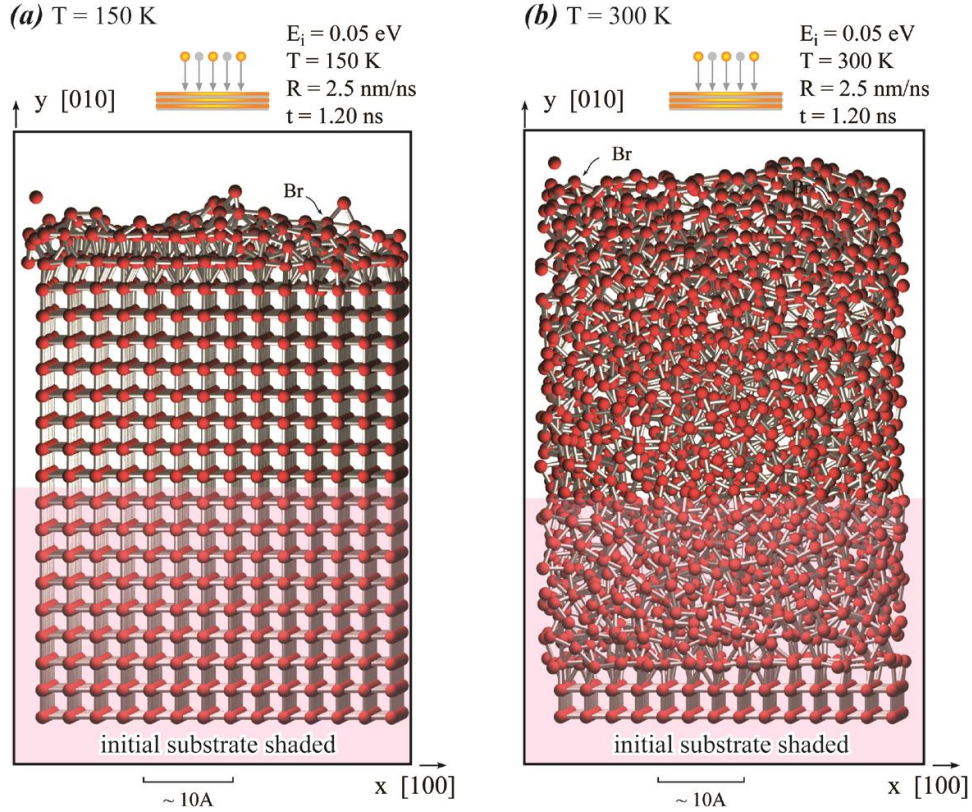 (a) T = 150 K
E_i = 0.05 eV
T = 150 K
R = 2.5 nm/ns
t = 1.20 ns
y [010]
Br
initial substrate shaded
x [100]
~ 10A
(b) T = 300 K
E_i = 0.05 eV
T = 300 K
R = 2.5 nm/ns
t = 1.20 ns
y [010]
Br
Br
initial substrate shaded
x [100]
~ 10A